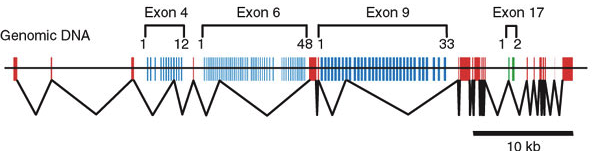 Exon 4 Exon 6 Exon 9 Exon 17
Genomic DNA 1 12 1 48 1 33 1 2
10 kb